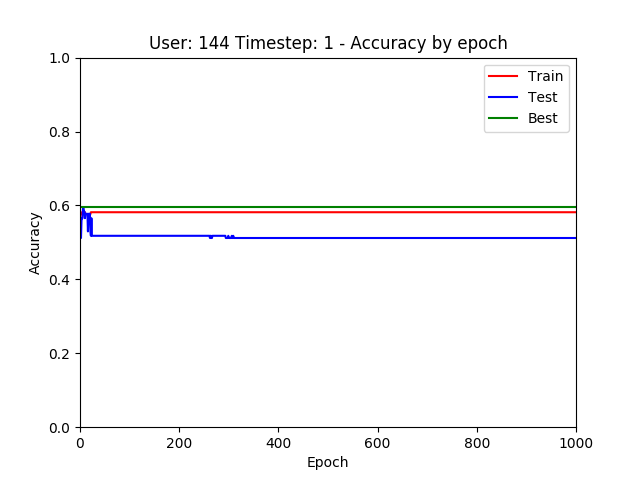 User: 144 Timestep: 1 - Accuracy by epoch
1.0
0.8
0.6
0.4
0.2
0.0
Accuracy
Train
Test
Best
0 200 400 600 800 1000
Epoch